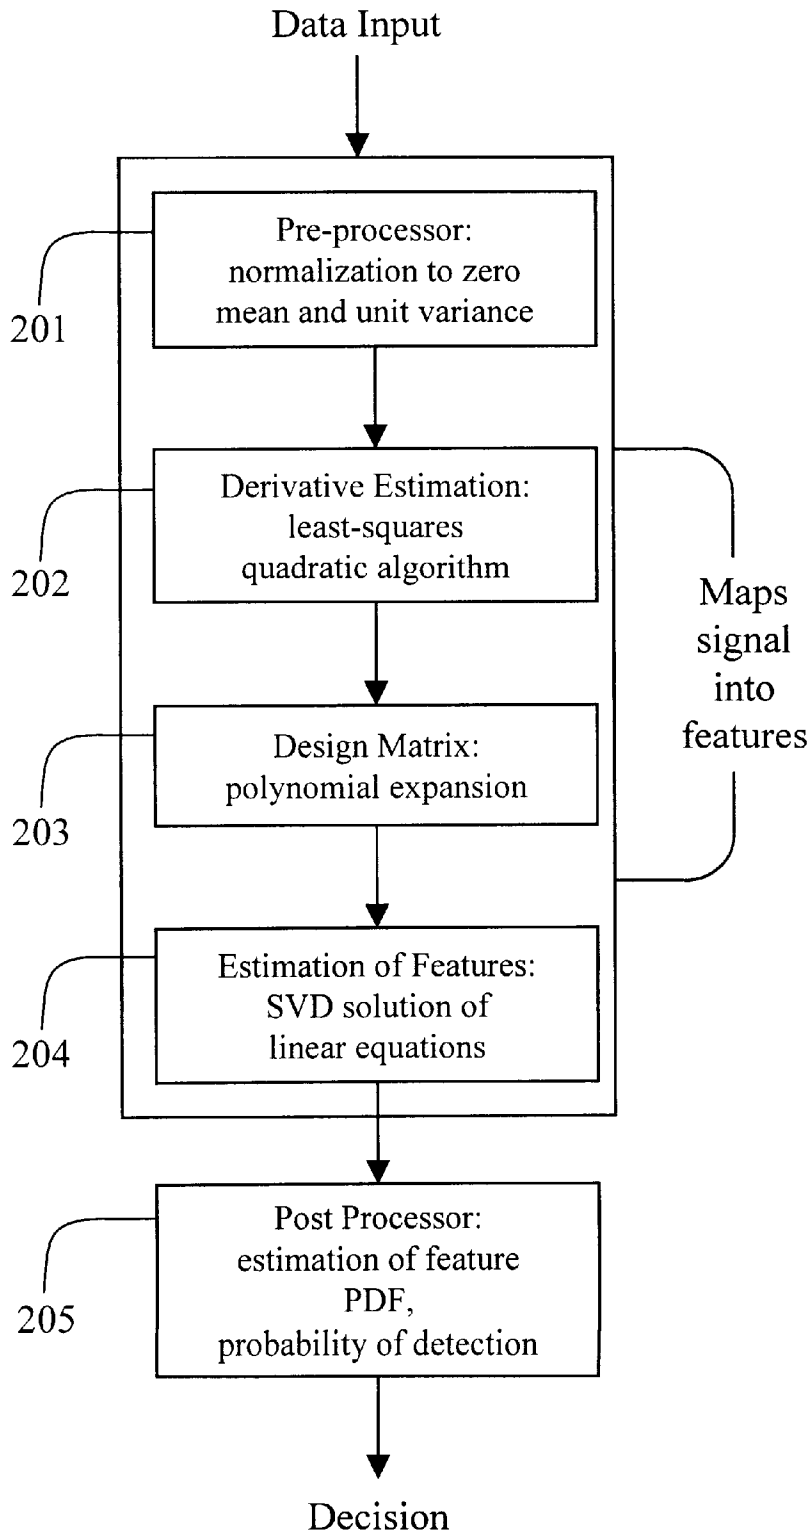 Data Input
Pre-processor:
normalization to zero
mean and unit variance
201
Derivative Estimation:
least-squares
quadratic algorithm
202
Maps
signal
into
features
Design Matrix:
polynomial expansion
203
Estimation of Features:
SVD solution of
linear equations
204
Post Processor:
estimation of feature
PDF,
probability of detection
205
Decision